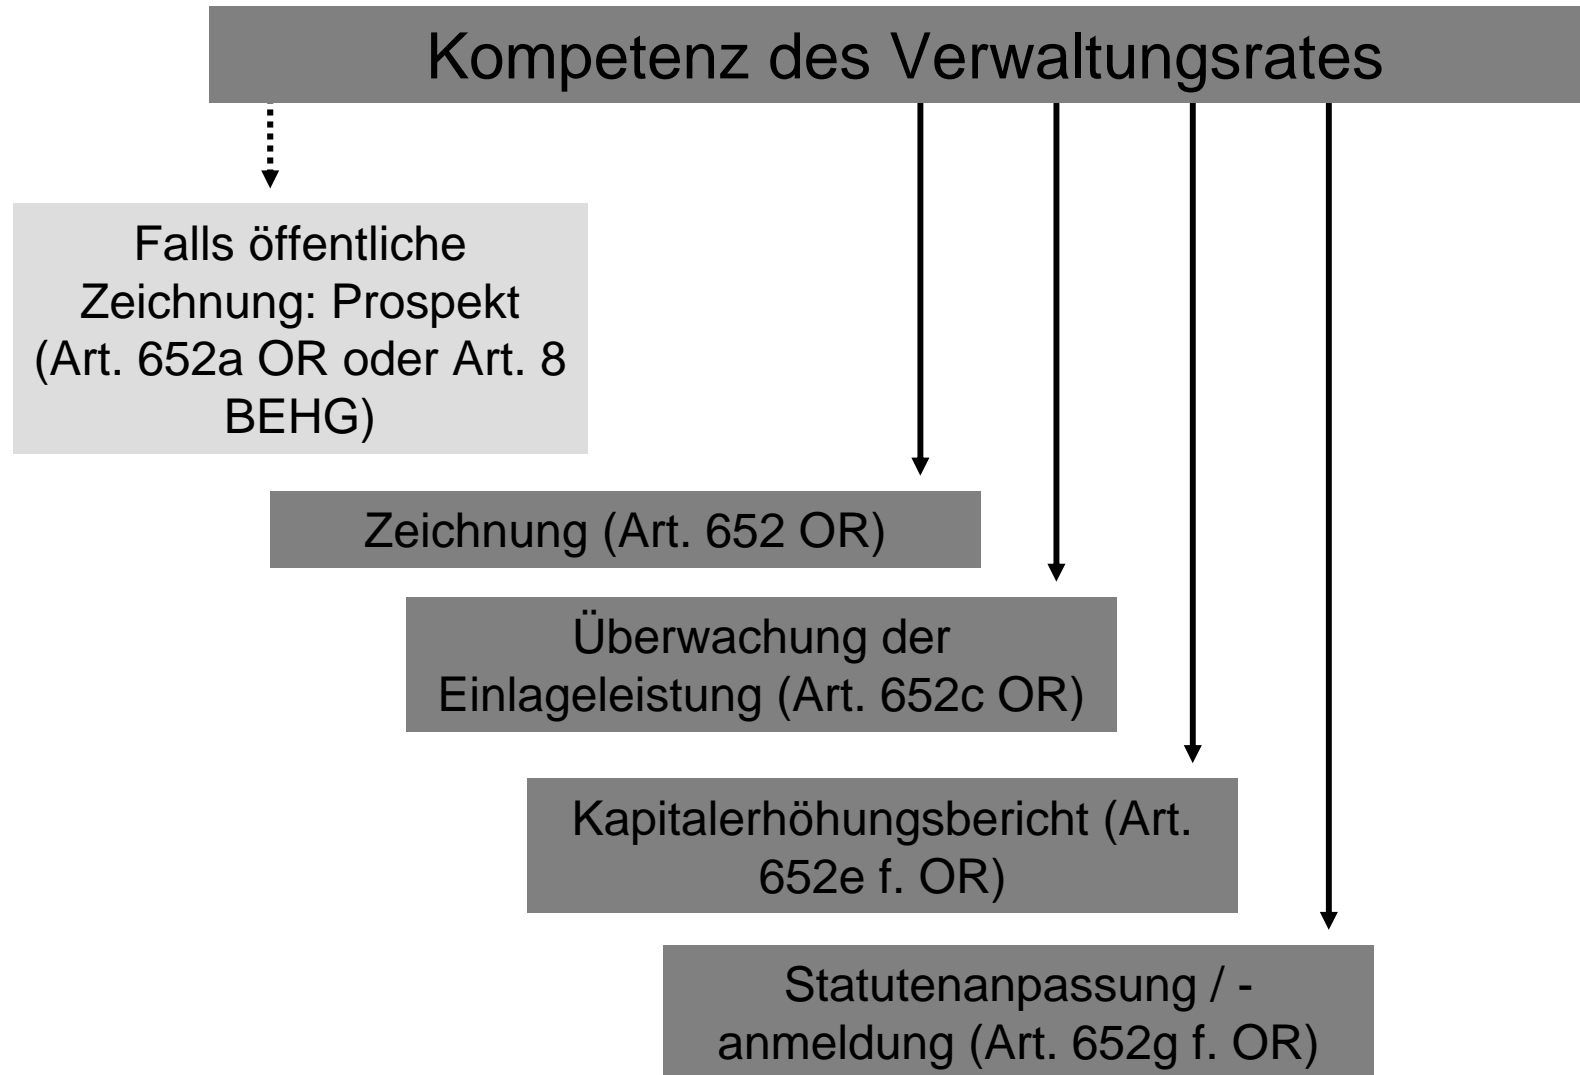 Kompetenz des Verwaltungsrates
Falls öffentliche
Zeichnung: Prospekt
(Art. 652a OR oder Art. 8
BEHG)
Zeichnung (Art. 652 OR)
Überwachung der
Einlageleistung (Art. 652c OR)
Kapitalerhöhungsbericht (Art.
652e f. OR)
Statutenanpassung / -
anmeldung (Art. 652g f. OR)